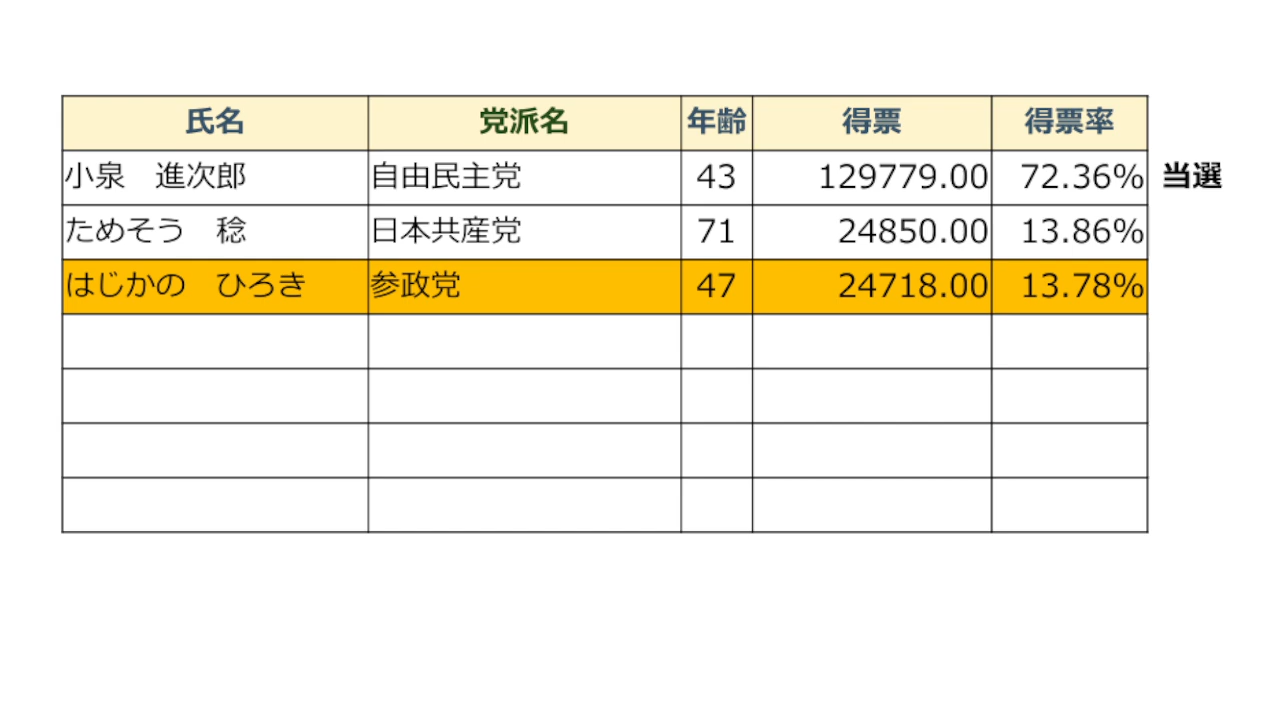 氏名 党派名 年齢 得票 得票率
小泉　進次郎 自由民主党 43 129779.00 72.36% 当選
ためそう　稔 日本共産党 71 24850.00 13.86%
はじかの　ひろき 参政党 47 24718.00 13.78%